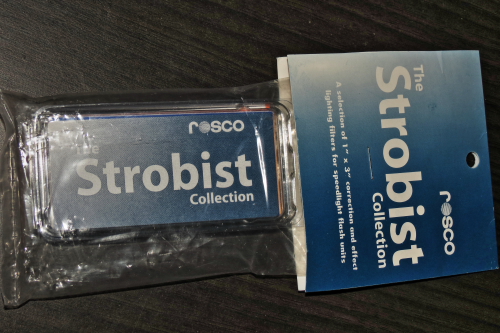 rosco
Strobist
Collection
The
Strobist
Collection
A selection of 1" x 3" correction and effect
lighting filters for speedlight flash units
rosco